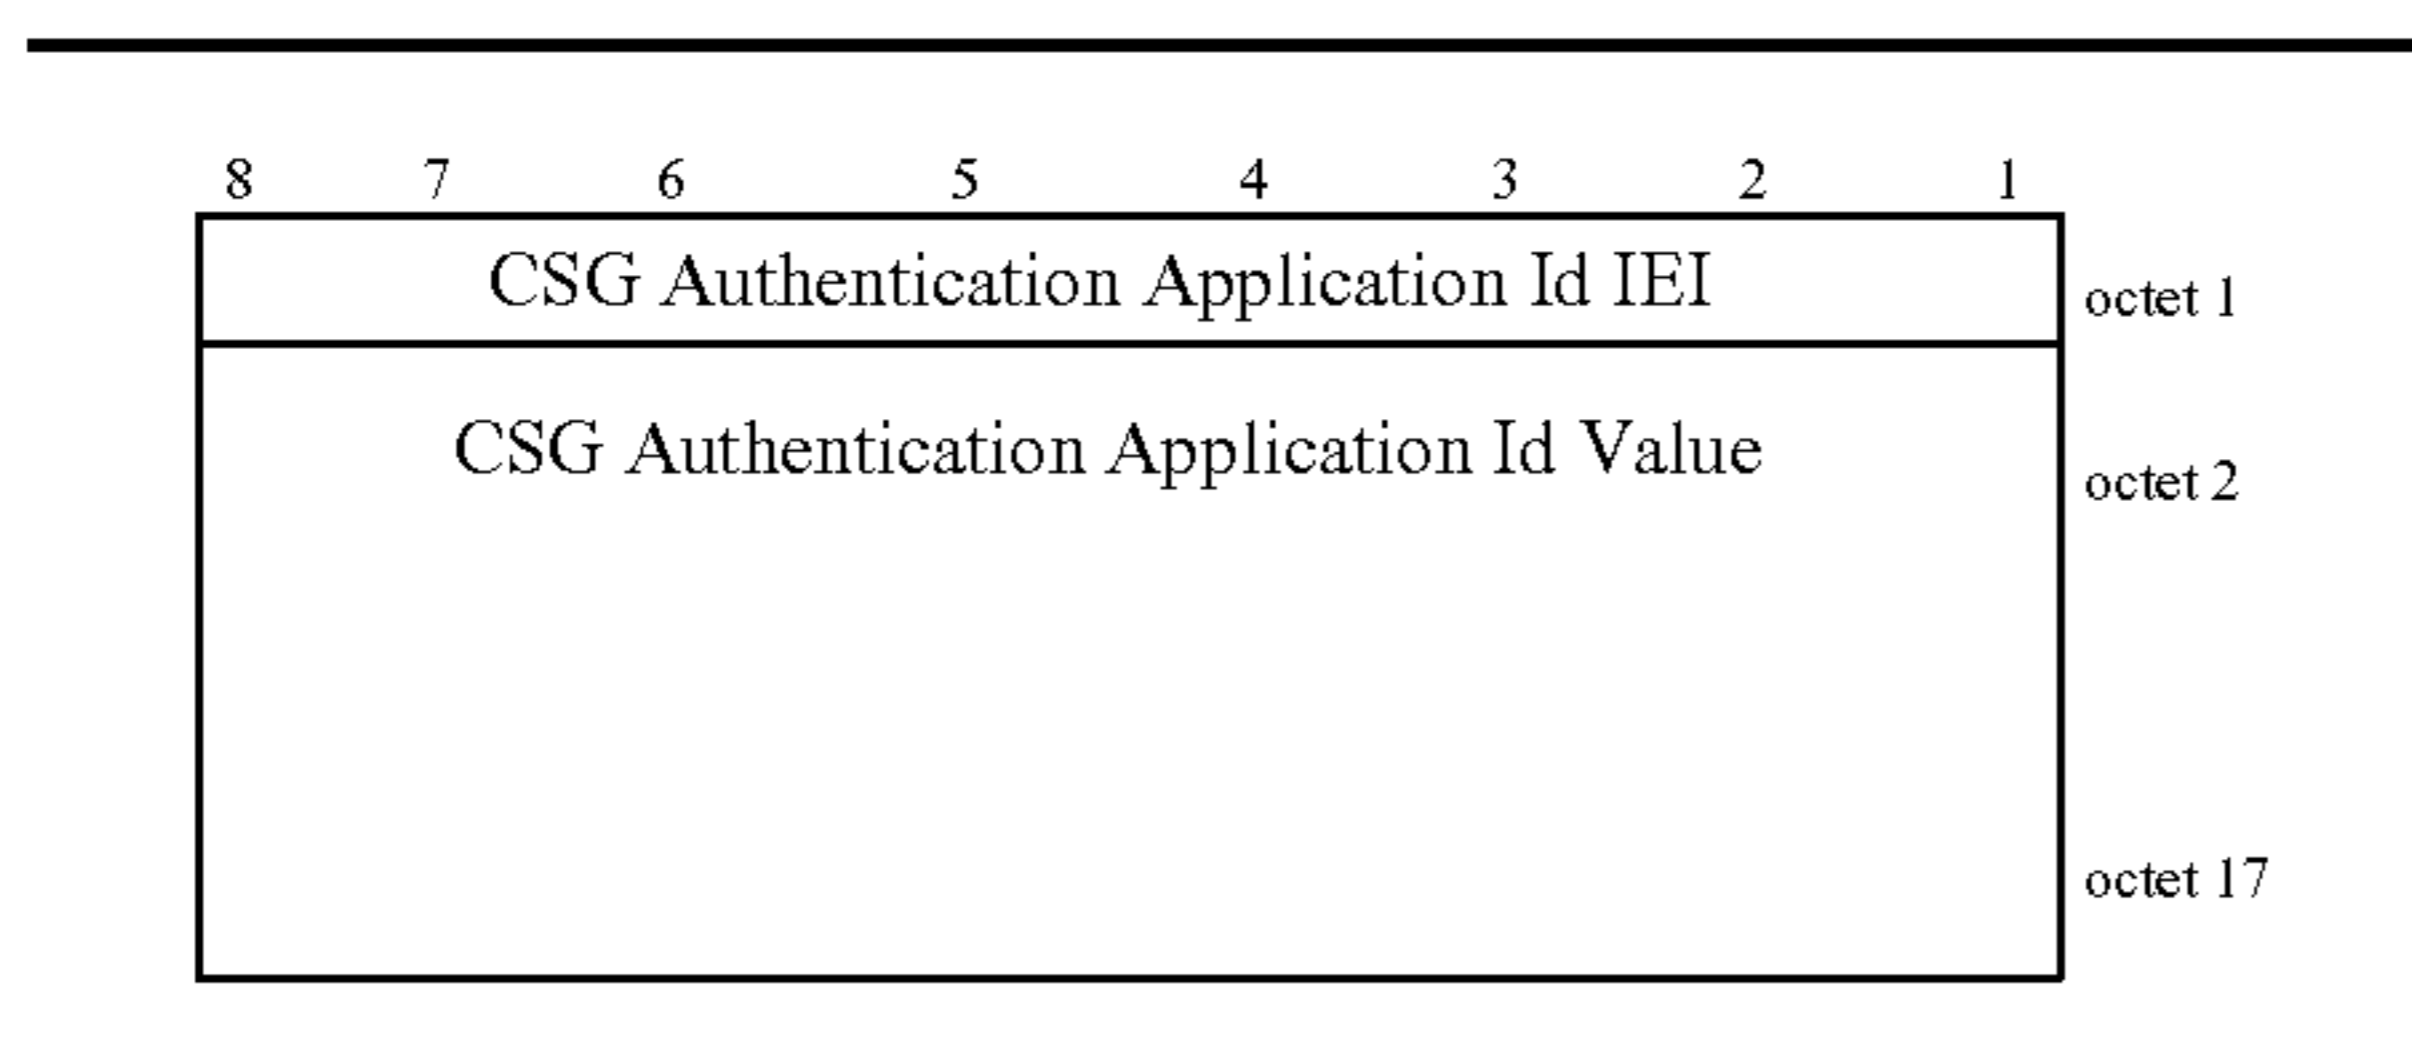 8 7 6 5 4 3 2 1
CSG Authentication Application Id IEI
octet 1
CSG Authentication Application Id Value
octet 2
octet 17